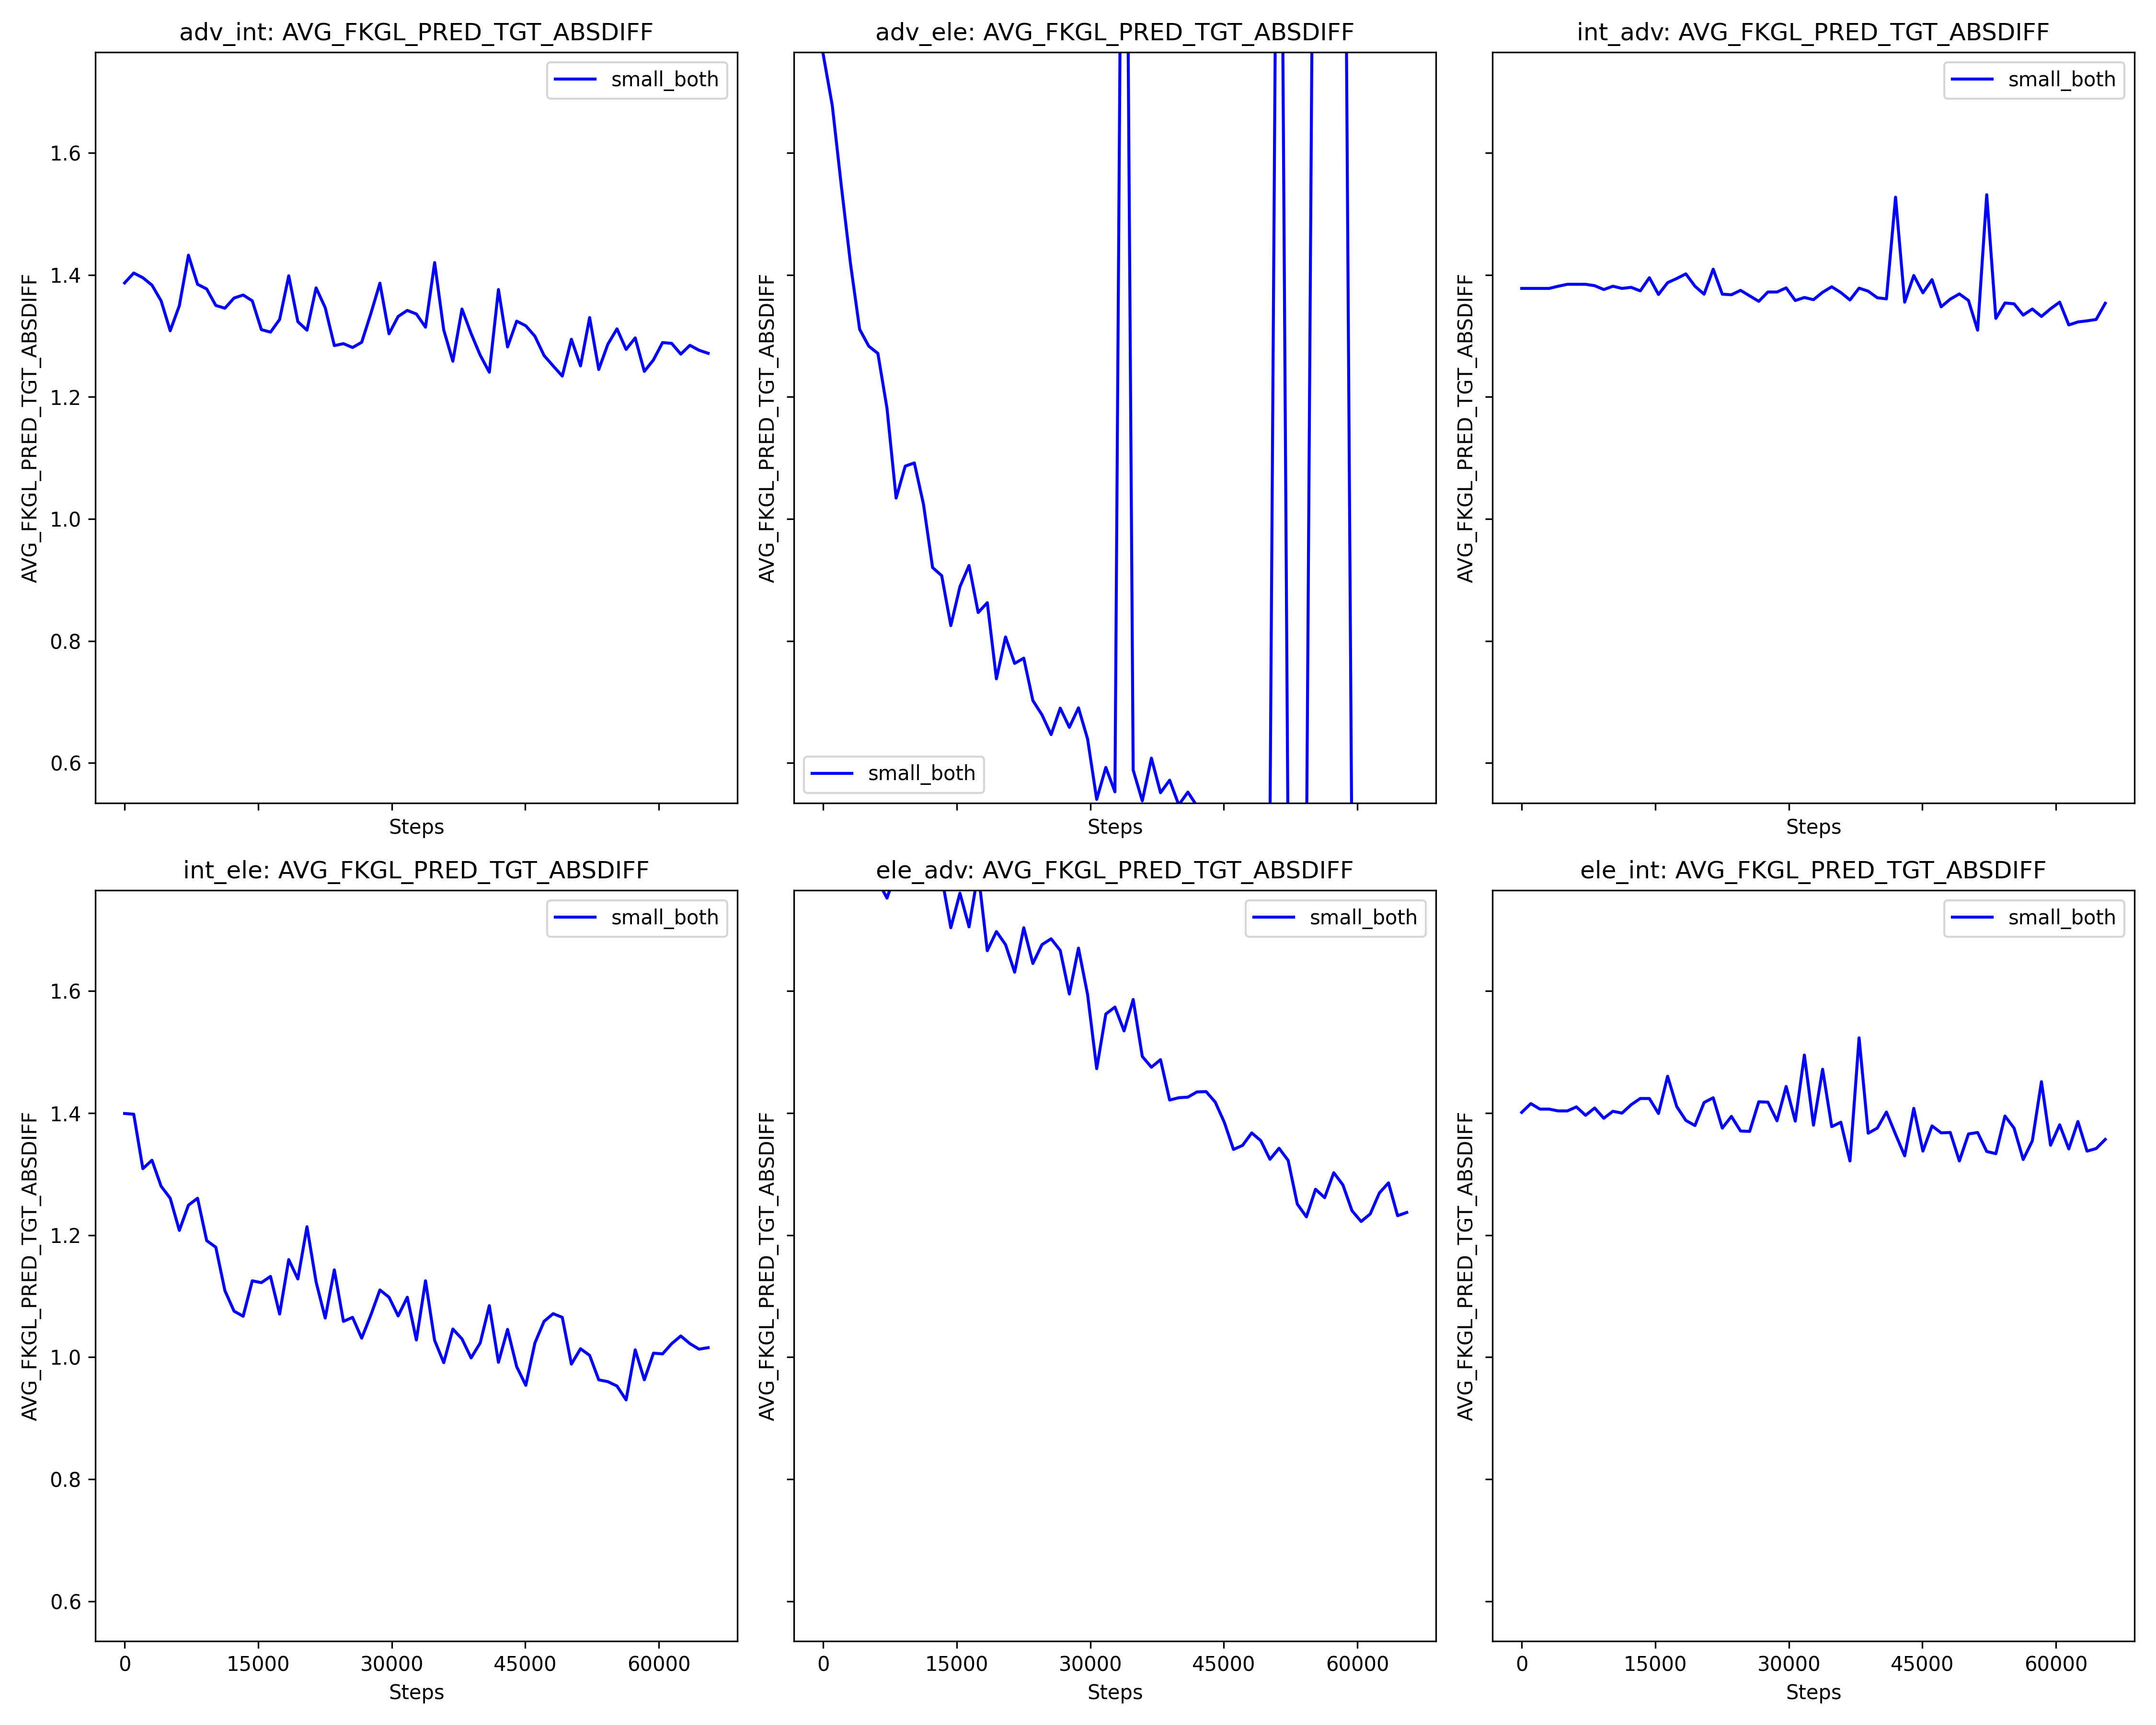 adv_int: AVG_FKGL_PRED_TGT_ABSDIFF
small_both
AVG_FKGL_PRED_TGT_ABSDIFF
1.6
1.4
1.2
1.0
0.8
0.6
Steps
adv_ele: AVG_FKGL_PRED_TGT_ABSDIFF
small_both
AVG_FKGL_PRED_TGT_ABSDIFF
Steps
int_adv: AVG_FKGL_PRED_TGT_ABSDIFF
small_both
AVG_FKGL_PRED_TGT_ABSDIFF
Steps
int_ele: AVG_FKGL_PRED_TGT_ABSDIFF
small_both
AVG_FKGL_PRED_TGT_ABSDIFF
1.6
1.4
1.2
1.0
0.8
0.6
0 15000 30000 45000 60000
Steps
ele_adv: AVG_FKGL_PRED_TGT_ABSDIFF
small_both
AVG_FKGL_PRED_TGT_ABSDIFF
0 15000 30000 45000 60000
Steps
ele_int: AVG_FKGL_PRED_TGT_ABSDIFF
small_both
AVG_FKGL_PRED_TGT_ABSDIFF
0 15000 30000 45000 60000
Steps